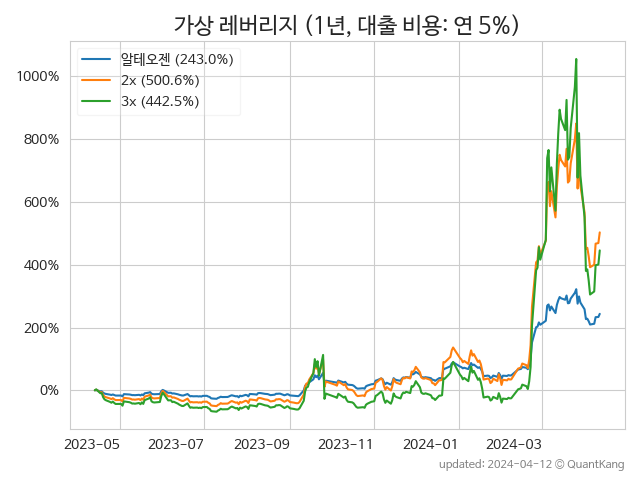 가상 레버리지 (1년, 대출 비용: 연 5%)
알테오젠 (243.0%)
2x (500.6%)
3x (442.5%)
1000%
800%
600%
400%
200%
0%
2023-05 2023-07 2023-09 2023-11 2024-01 2024-03
updated: 2024-04-12 © QuantKang